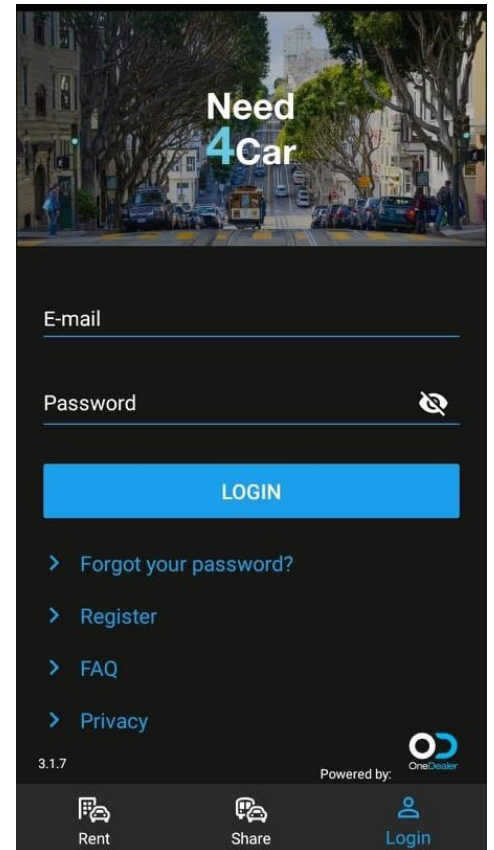 Need
4Car
E-mail
Password
LOGIN
Forgot your password?
Register
FAQ
Privacy
3.1.7
Powered by:
OneDealer
Rent
Share
Login